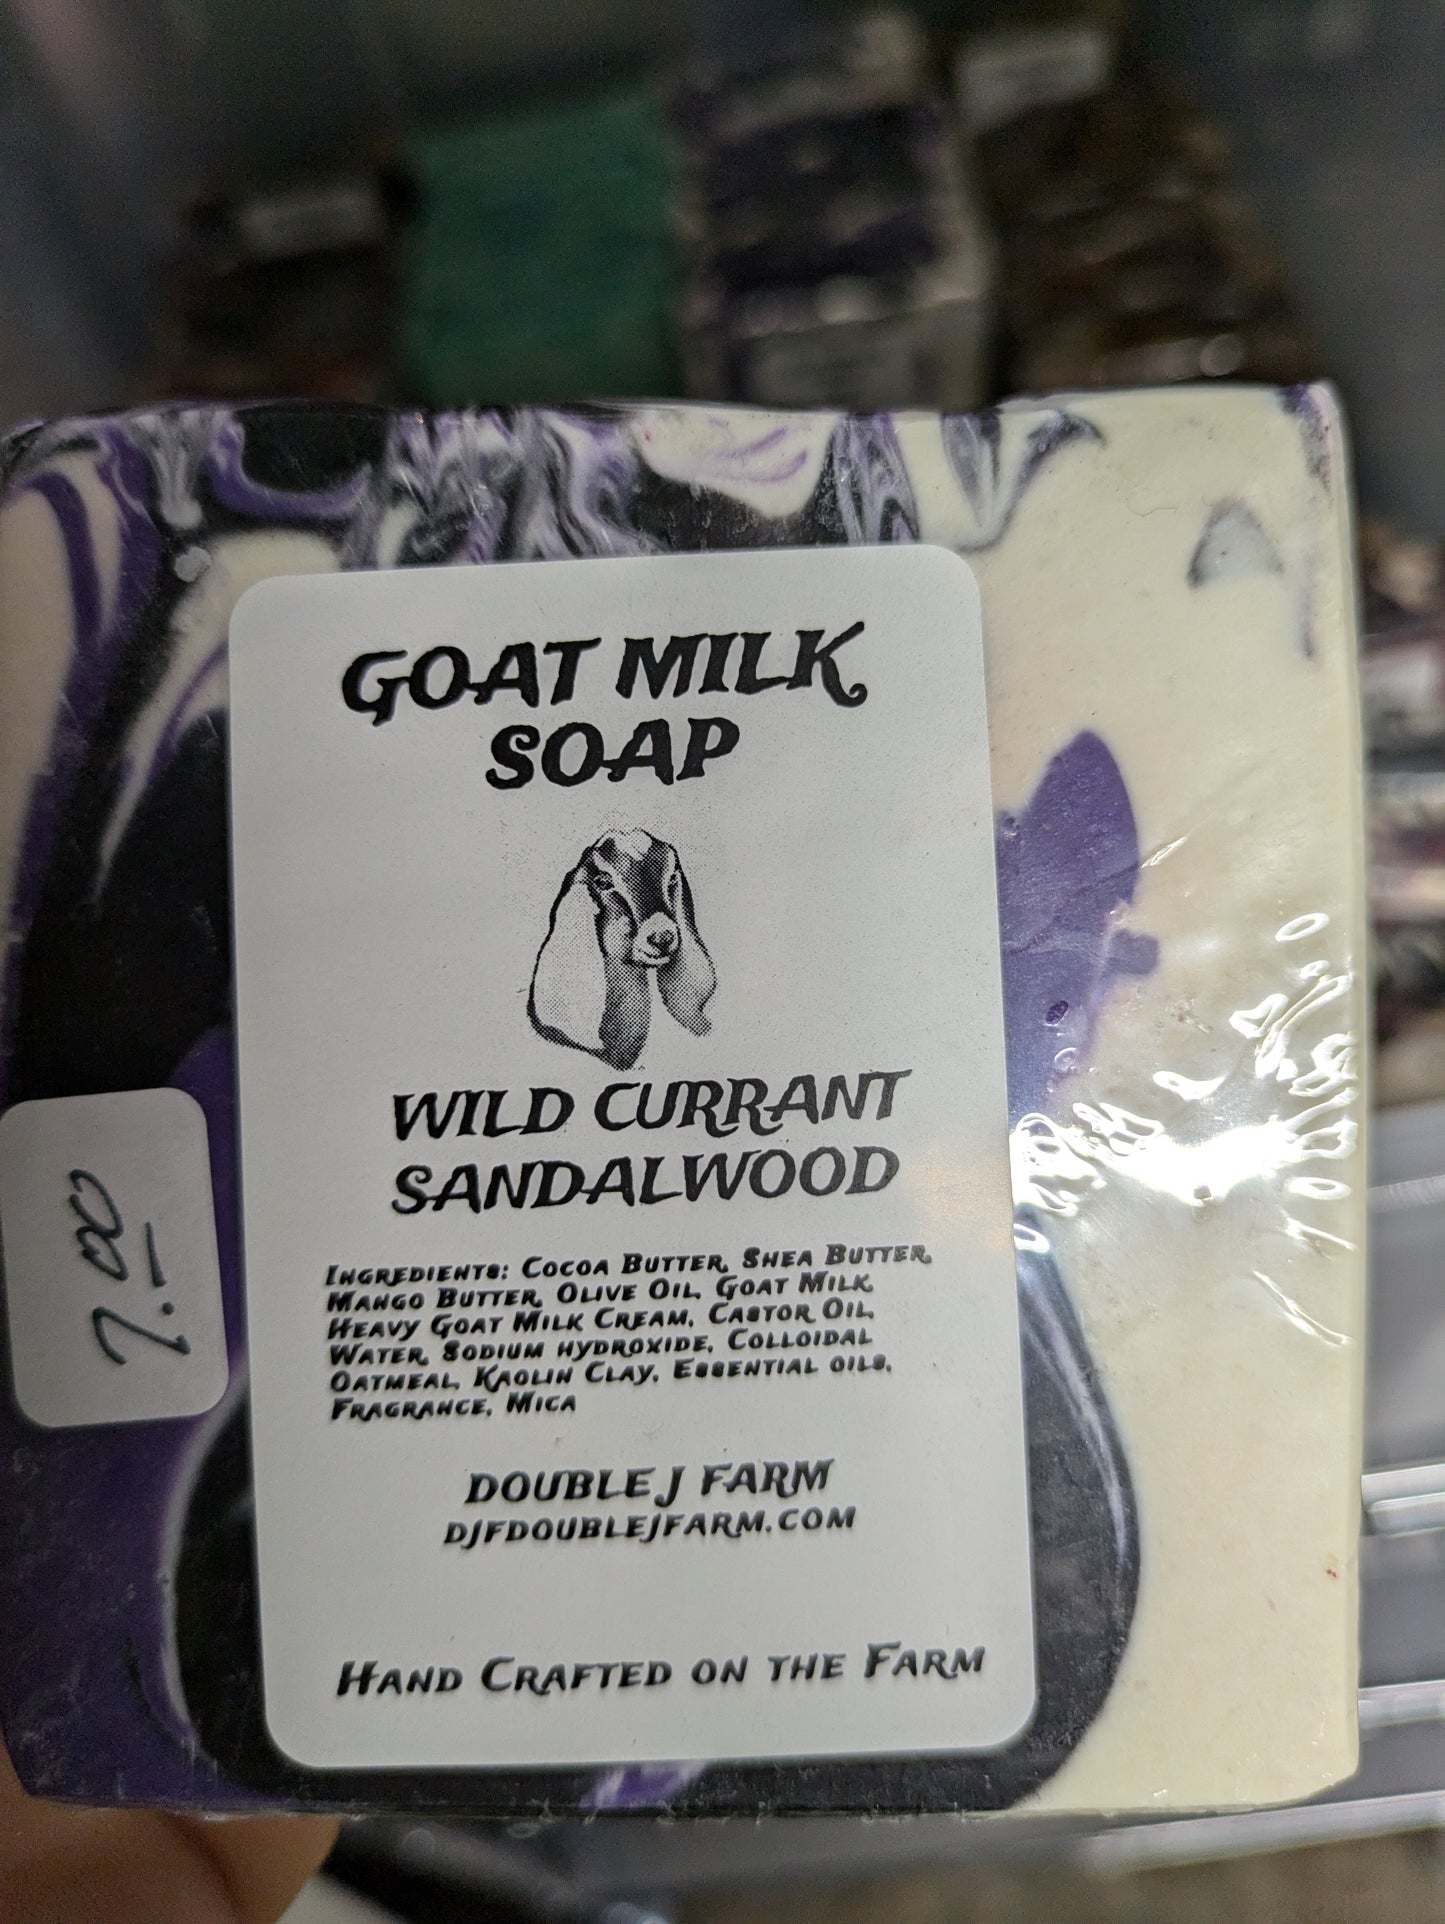 GOAT MILK
SOAP
WILD CURRANT
SANDALWOOD
INGREDIENTS: COCOA BUTTER, SHEA BUTTER,
MANGO BUTTER, OLIVE OIL, GOAT MILK,
HEAVY GOAT MILK CREAM, CASTOR OIL,
WATER, SODIUM HYDROXIDE, COLLOIDAL
OATMEAL, KAOLIN CLAY, ESSENTIAL OILS,
FRAGRANCE, MICA
DOUBLE J FARM
DJFDOUBLEJFARM.COM
HAND CRAFTED ON THE FARM
7.00